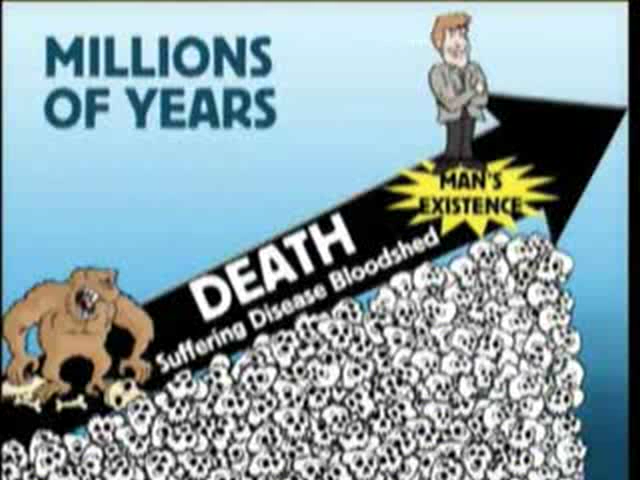 MILLIONS
OF YEARS
MAN'S
EXISTENCE
DEATH
Suffering Disease Bloodshed